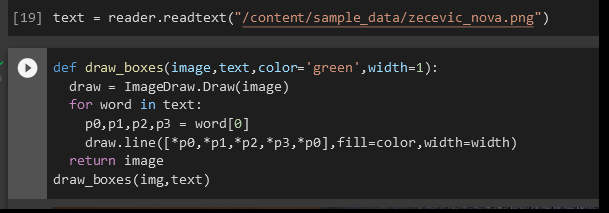 [19] text = reader.readtext("/content/sample_data/zecevic_nova.png")
def draw_boxes(image,text,color='green',width=1):
draw = ImageDraw.Draw(image)
for word in text:
p0,p1,p2,p3 = word[0]
draw.line([*p0,*p1,*p2,*p3,*p0],fill=color,width=width)
return image
draw_boxes(img,text)